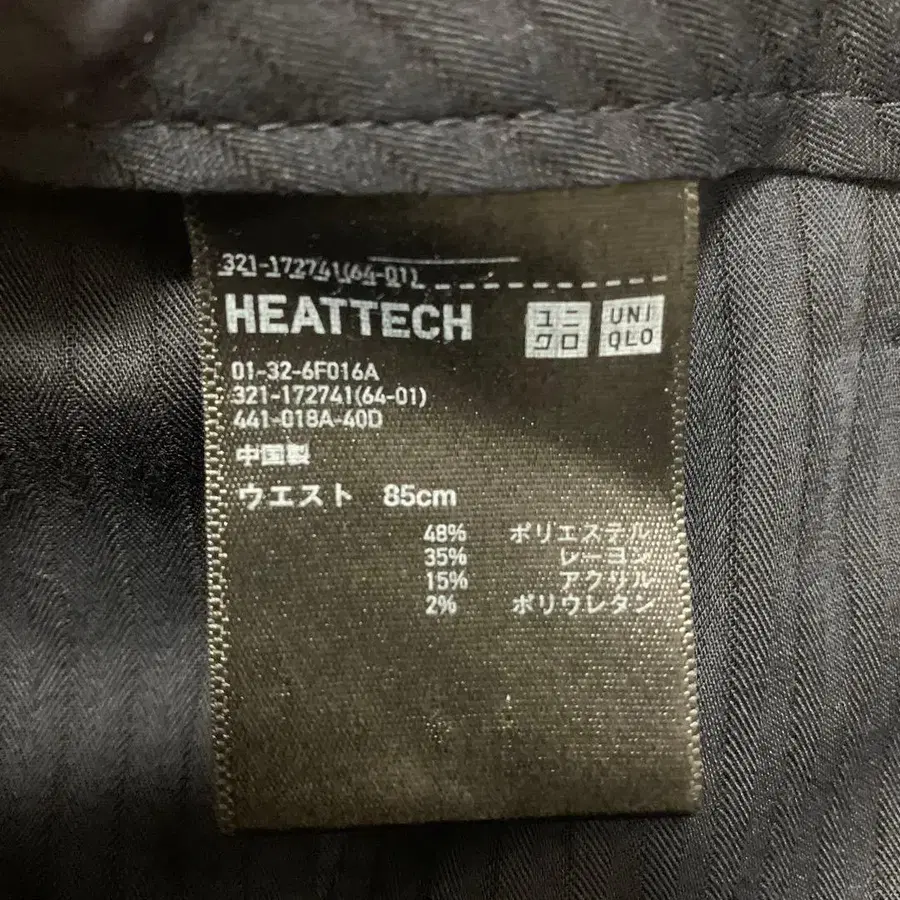 321-172741(64-01)
HEATTECH
ユニ
クロ
UNI
QLO
01-32-6F016A
321-172741(64-01)
441-018A-40D
中国製
ウエスト 85cm
48% ポリエステル
35% レーヨン
15% アクリル
2% ポリウレタン